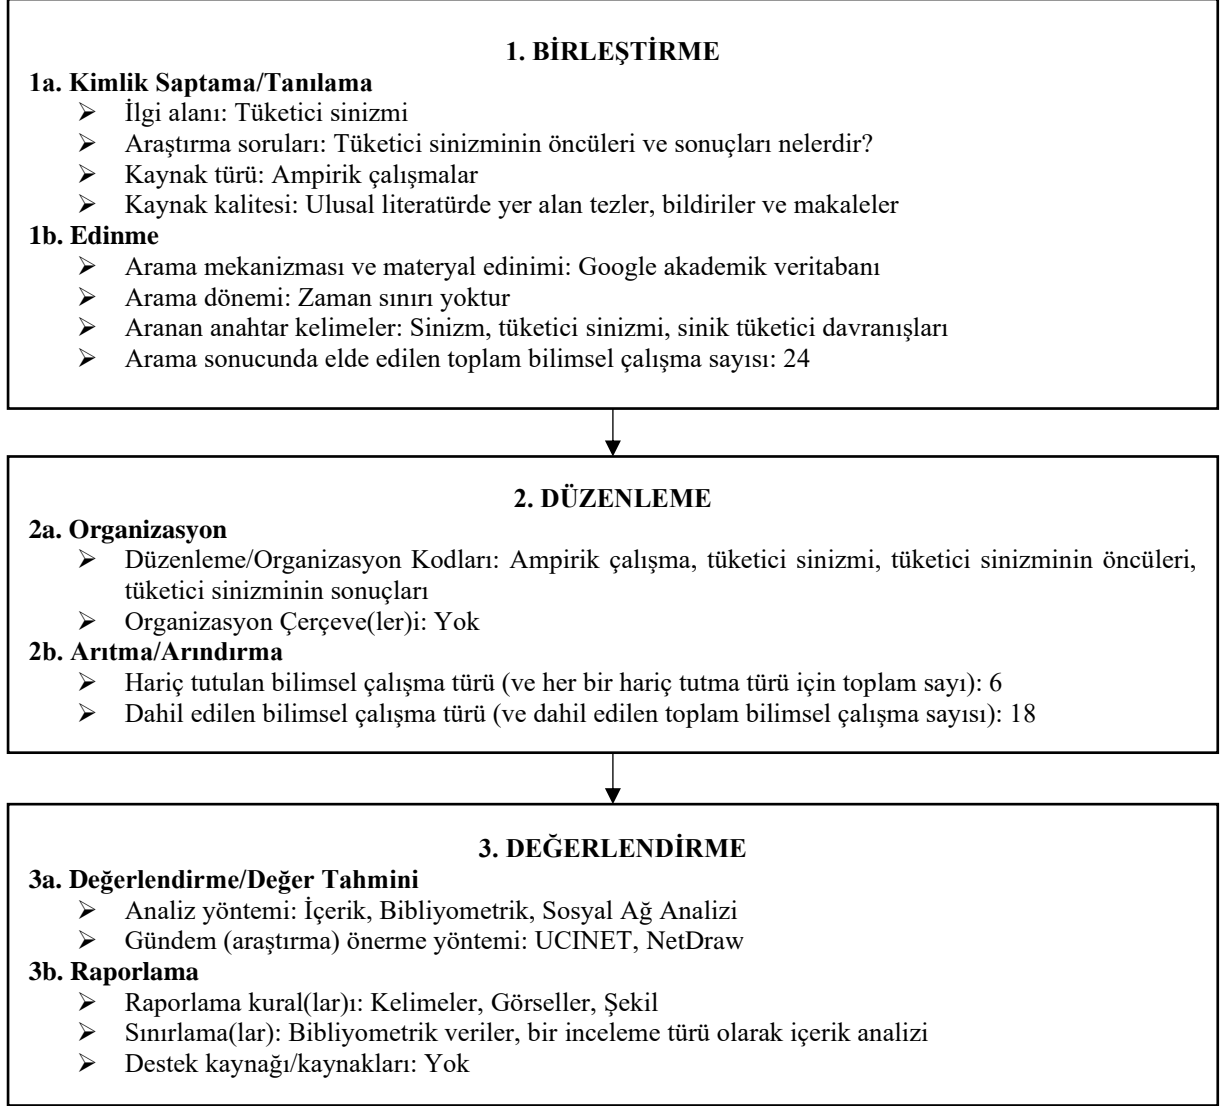 1. BİRLEŞTİRME
1a. Kimlik Saptama/Tanılama
➢ İlgi alanı: Tüketici sinizmi
➢ Araştırma soruları: Tüketici sinizminin öncüleri ve sonuçları nelerdir?
➢ Kaynak türü: Ampirik çalışmalar
➢ Kaynak kalitesi: Ulusal literatürde yer alan tezler, bildiriler ve makaleler
1b. Edinme
➢ Arama mekanizması ve materyal edinimi: Google akademik veritabanı
➢ Arama dönemi: Zaman sınırı yoktur
➢ Aranan anahtar kelimeler: Sinizm, tüketici sinizmi, sinik tüketici davranışları
➢ Arama sonucunda elde edilen toplam bilimsel çalışma sayısı: 24
2. DÜZENLEME
2a. Organizasyon
➢ Düzenleme/Organizasyon Kodları: Ampirik çalışma, tüketici sinizmi, tüketici sinizminin öncüleri,
tüketici sinizminin sonuçları
➢ Organizasyon Çerçeve(ler)i: Yok
2b. Arıtma/Arındırma
➢ Hariç tutulan bilimsel çalışma türü (ve her bir hariç tutma türü için toplam sayı): 6
➢ Dahil edilen bilimsel çalışma türü (ve dahil edilen toplam bilimsel çalışma sayısı): 18
3. DEĞERLENDİRME
3a. Değerlendirme/Değer Tahmini
➢ Analiz yöntemi: İçerik, Bibliyometrik, Sosyal Ağ Analizi
➢ Gündem (araştırma) önerme yöntemi: UCINET, NetDraw
3b. Raporlama
➢ Raporlama kural(lar)ı: Kelimeler, Görseller, Şekil
➢ Sınırlama(lar): Bibliyometrik veriler, bir inceleme türü olarak içerik analizi
➢ Destek kaynağı/kaynakları: Yok